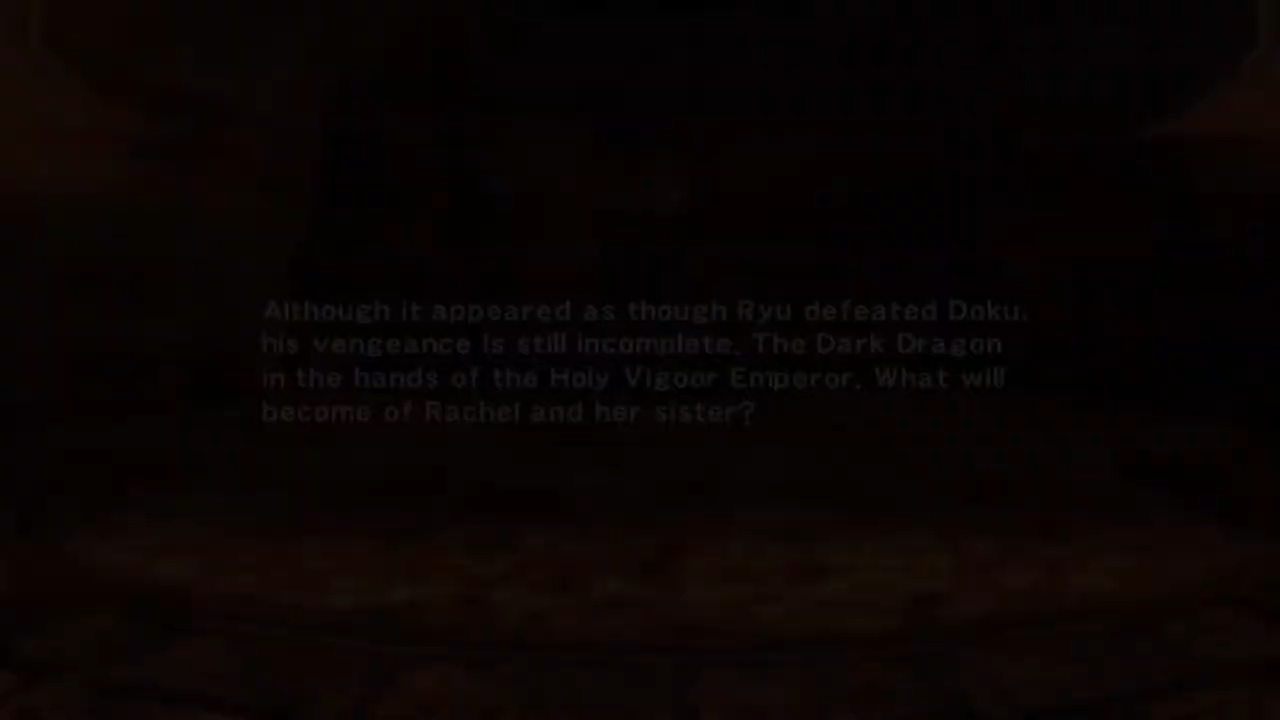 Although it appeared as though Ryu defeated Doku,
his vengeance is still incomplete. The Dark Dragon
in the hands of the Holy Vigoor Emperor. What will
become of Rachel and her sister?